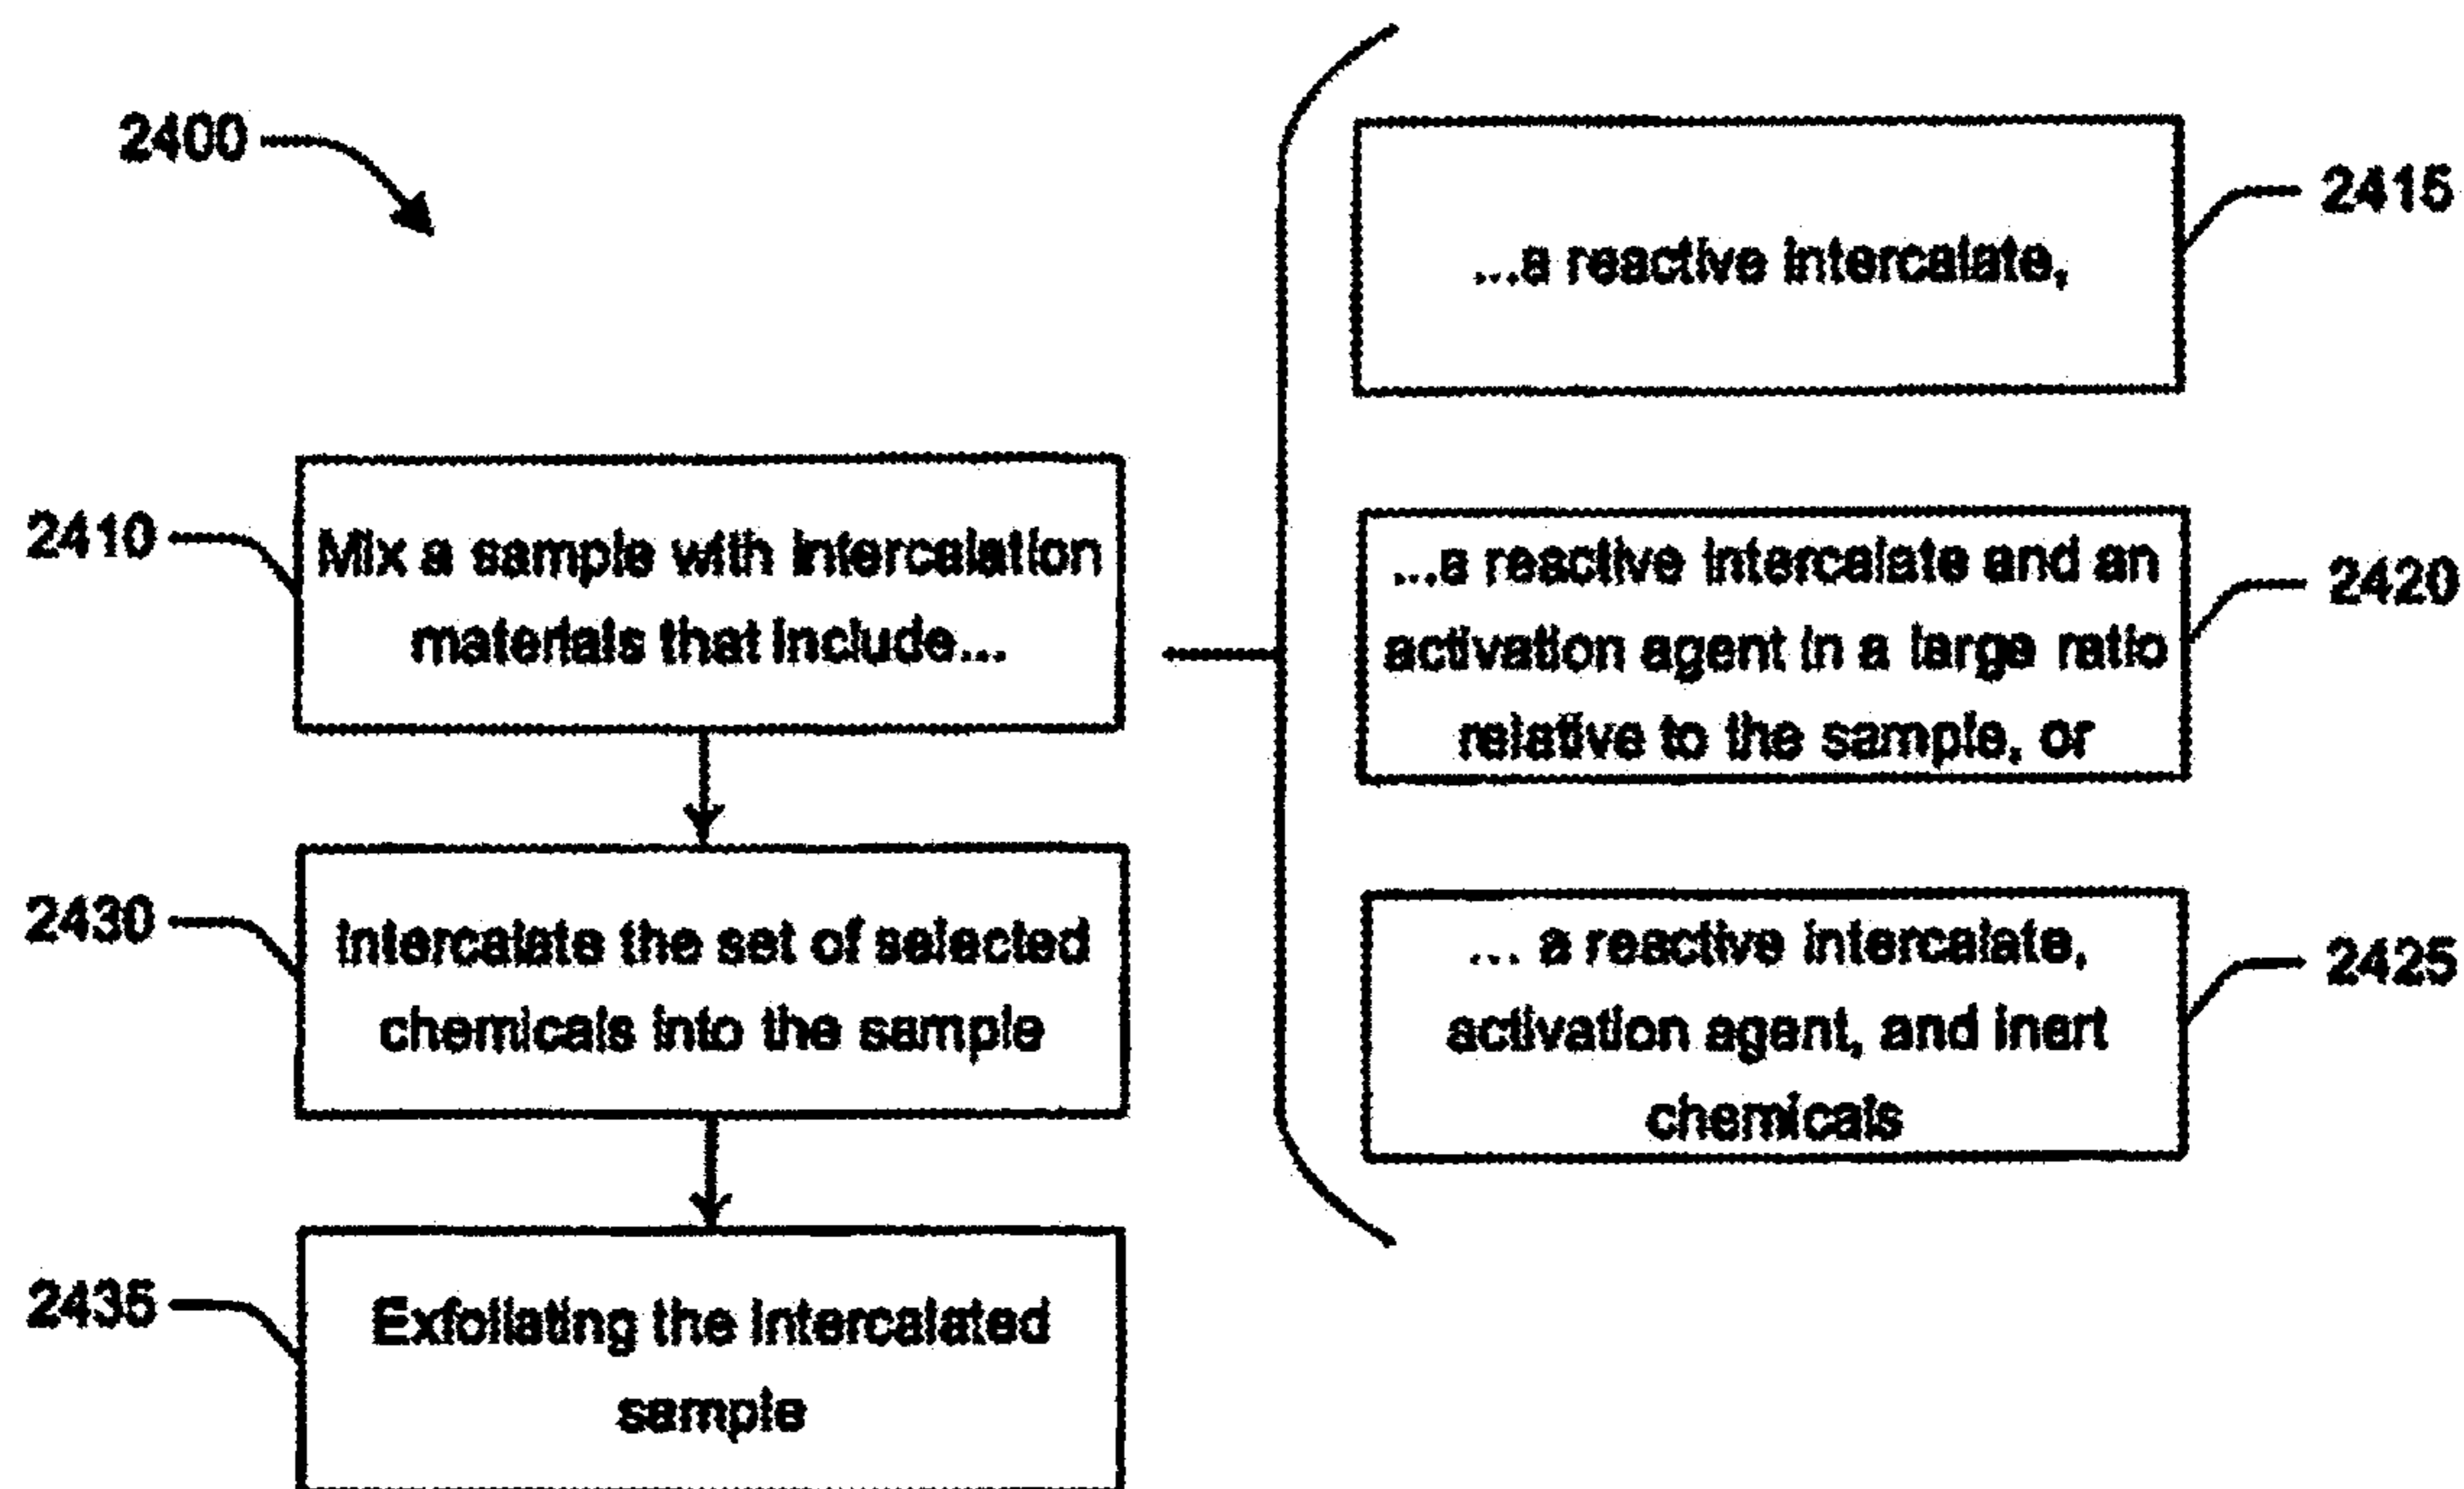 2400
2410
Mix a sample with intercalation
materials that include...
2430
Intercalate the set of selected
chemicals into the sample
2435
Exfoliating the intercalated
sample
...a reactive intercalate,
2415
...a reactive intercalate and an
activation agent in a large ratio
relative to the sample, or
2420
... a reactive intercalate,
activation agent, and inert
chemicals
2425